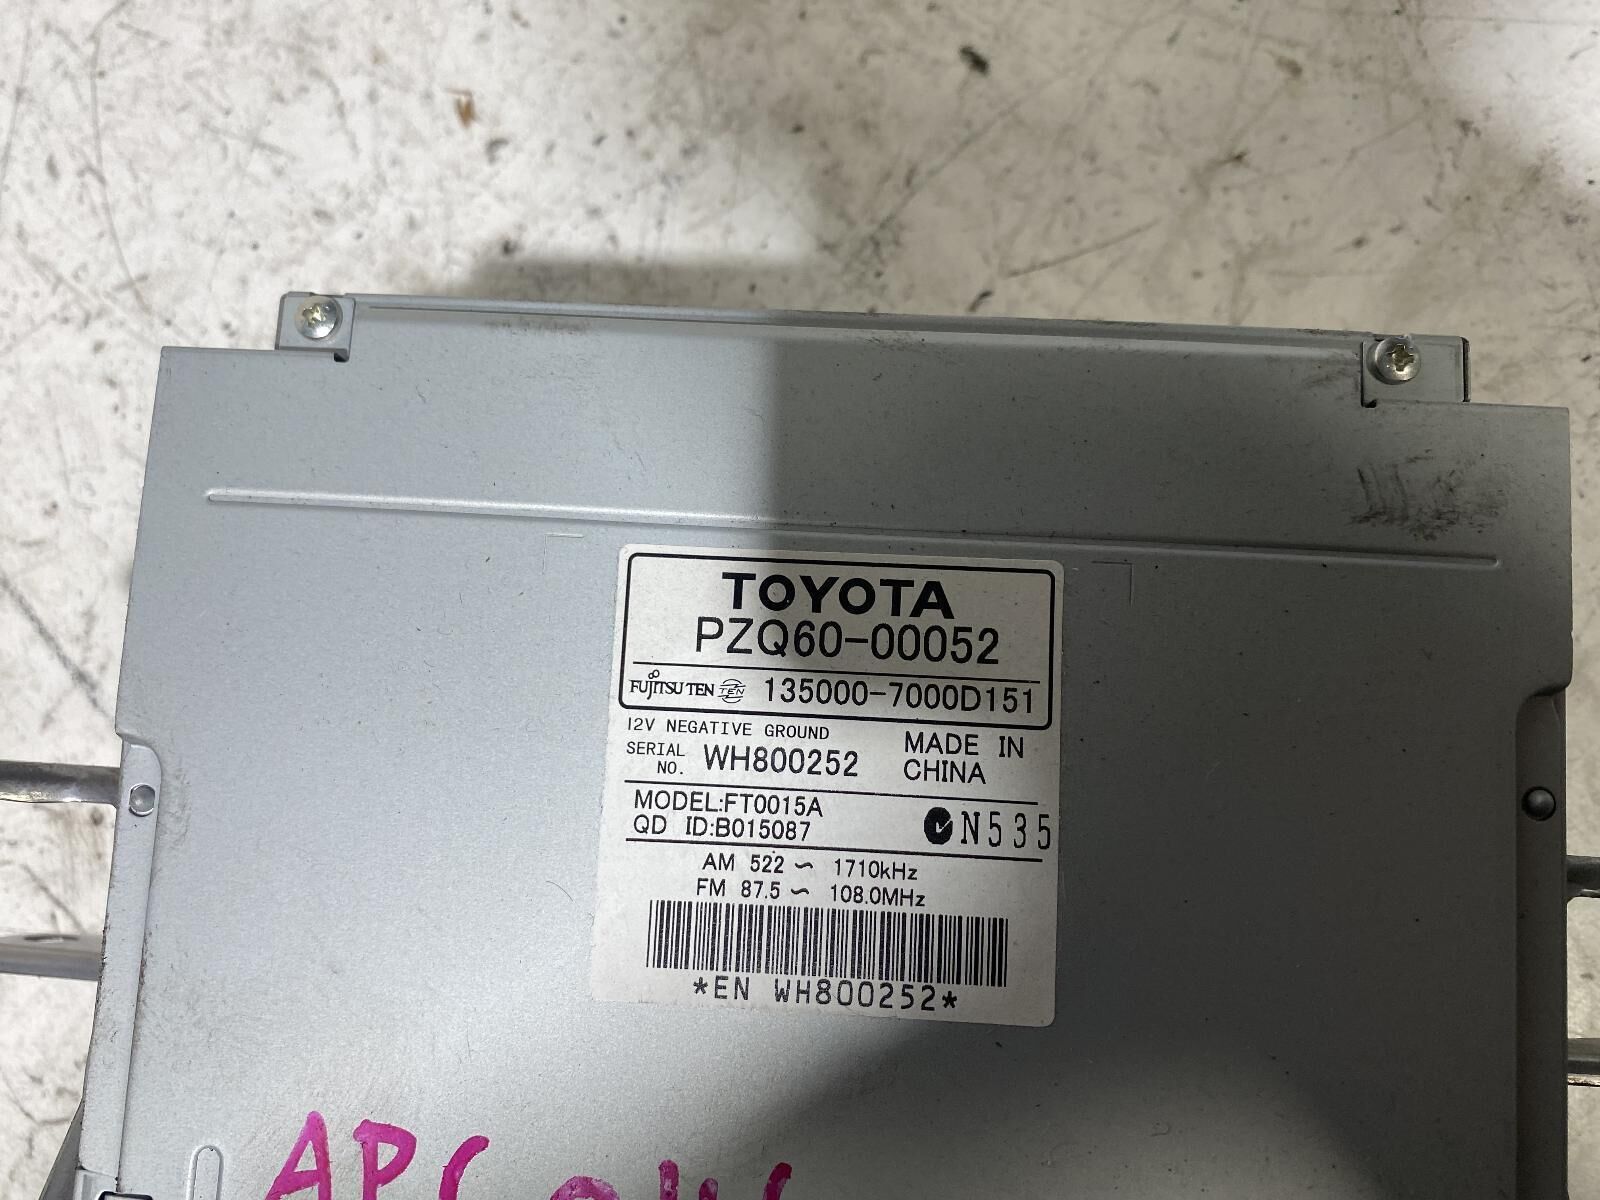 TOYOTA
PZQ60-00052
FUJITSU TEN TEN 135000-7000D151
12V NEGATIVE GROUND
SERIAL NO. WH800252
MADE IN CHINA
MODEL:FT0015A
QD ID:B015087
N535
AM 522 ~ 1710kHz
FM 87.5 ~ 108.0MHz
*EN WH800252*